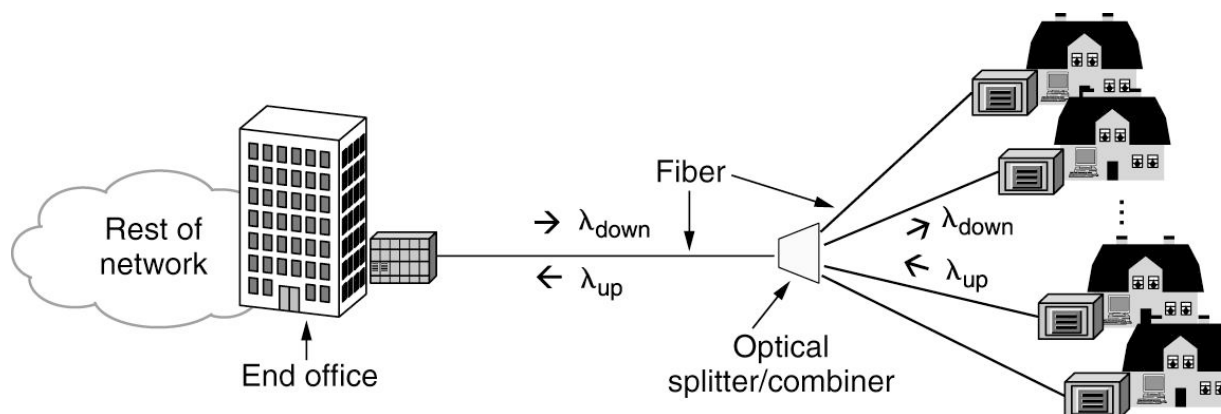 Rest of
network
End office
Fiber
→ λdown
← λup
Optical
splitter/combiner
→ λdown
← λup